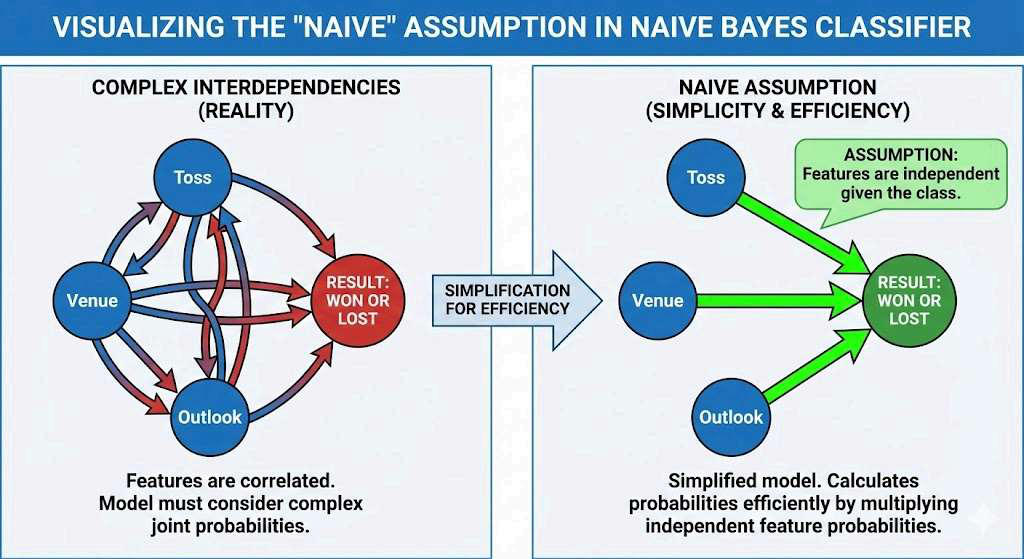 VISUALIZING THE "NAIVE" ASSUMPTION IN NAIVE BAYES CLASSIFIER
COMPLEX INTERDEPENDENCIES
(REALITY)
Toss
Venue
RESULT:
WON OR
LOST
Outlook
Features are correlated.
Model must consider complex
joint probabilities.
SIMPLIFICATION
FOR EFFICIENCY
NAIVE ASSUMPTION
(SIMPLICITY & EFFICIENCY)
Toss
ASSUMPTION:
Features are independent
given the class.
Venue
RESULT:
WON OR
LOST
Outlook
Simplified model. Calculates
probabilities efficiently by multiplying
independent feature probabilities.